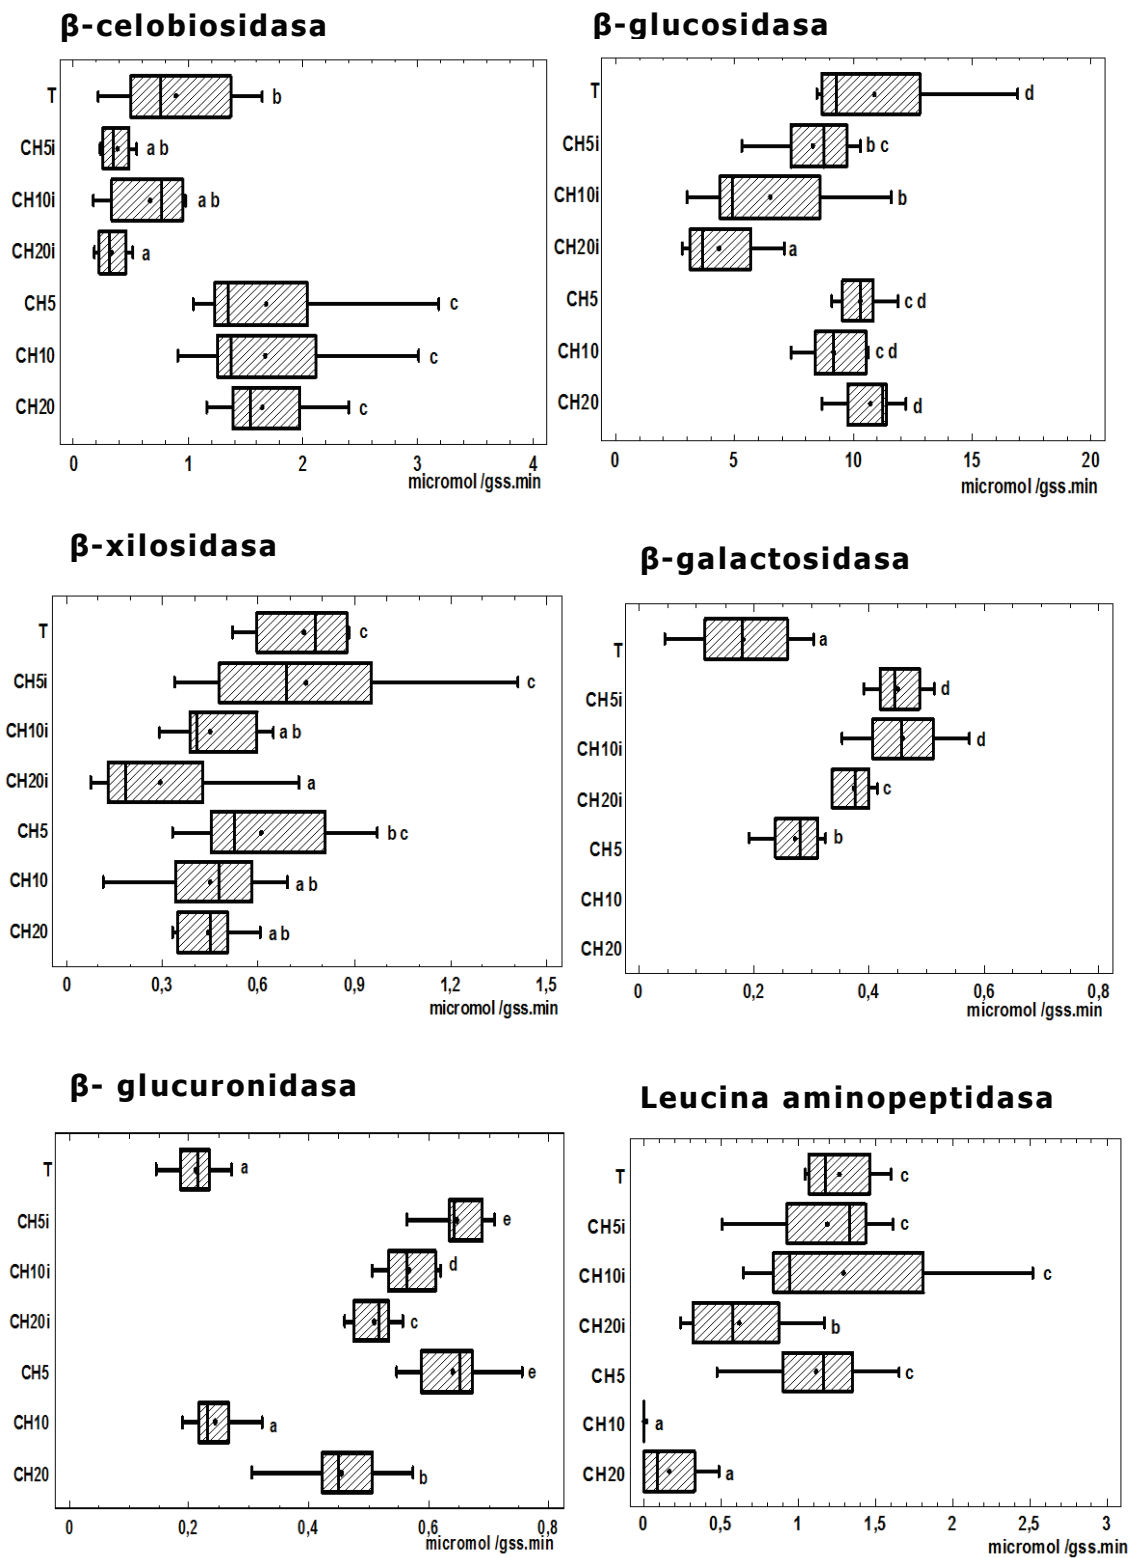 β-celobiosidasa
T
b
CH5i
a b
CH10i
a b
CH20i
a
CH5
c
CH10
c
CH20
c
0 1 2 3 4
micromol /gss.min
β-glucosidasa
T
d
CH5i
b c
CH10i
b
CH20i
a
CH5
c d
CH10
c d
CH20
d
0 5 10 15 20
micromol /gss.min
β-xilosidasa
T
c
CH5i
c
CH10i
a b
CH20i
a
CH5
b c
CH10
a b
CH20
a b
0 0,3 0,6 0,9 1,2 1,5
micromol /gss.min
β-galactosidasa
T
a
CH5i
d
CH10i
d
CH20i
c
CH5
b
CH10
CH20
0 0,2 0,4 0,6 0,8
micromol /gss.min
β- glucuronidasa
T
a
CH5i
e
CH10i
d
CH20i
c
CH5
e
CH10
a
CH20
b
0 0,2 0,4 0,6 0,8
micromol /gss.min
Leucina aminopeptidasa
T
c
CH5i
c
CH10i
c
CH20i
b
CH5
c
CH10
a
CH20
a
0 0,5 1 1,5 2 2,5 3
micromol /gss.min